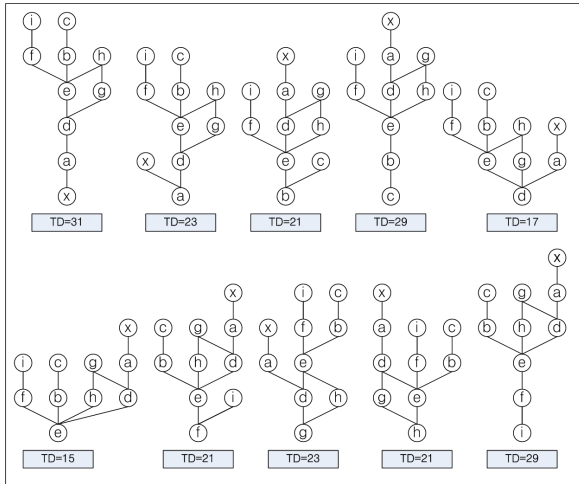 i c x
i c x i a g
f b h i c x i a g f d h
e g f b h i a g f d h i c
d e g f d h e f b h x
a x d e c b e g a
x a b c d
TD=31 TD=23 TD=21 TD=29 TD=17
x
x i c x c g a
x c g a x f b a i c b h d
i c g a b h d a e d f b e
f b h d e i d h g e f
e f g h i
TD=15 TD=21 TD=23 TD=21 TD=29